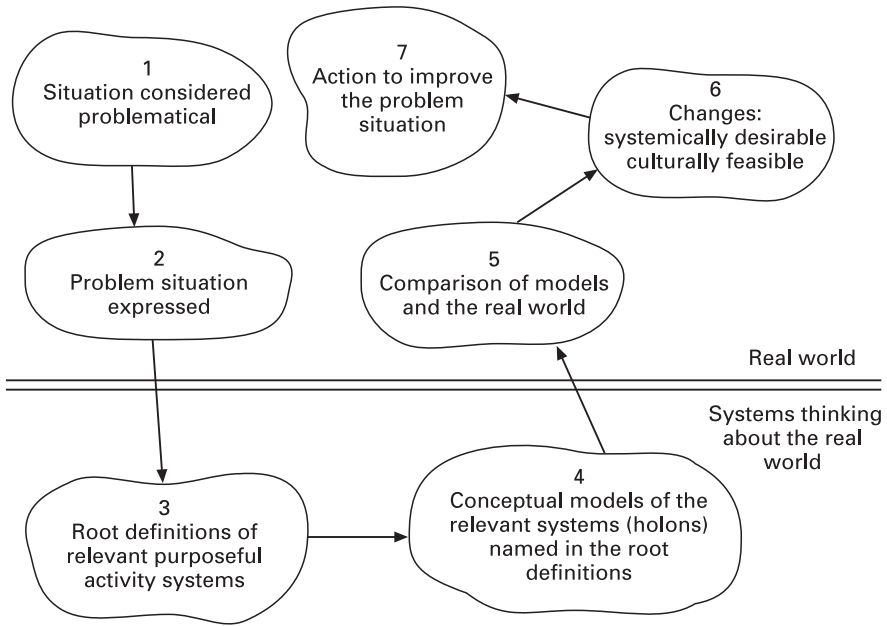 1
Situation considered
problematical
2
Problem situation
expressed
3
Root definitions of
relevant purposeful
activity systems
4
Conceptual models of the
relevant systems (holons)
named in the root
definitions
5
Comparison of models
and the real world
6
Changes:
systemically desirable
culturally feasible
7
Action to improve
the problem
situation
Real world
Systems thinking
about the real
world